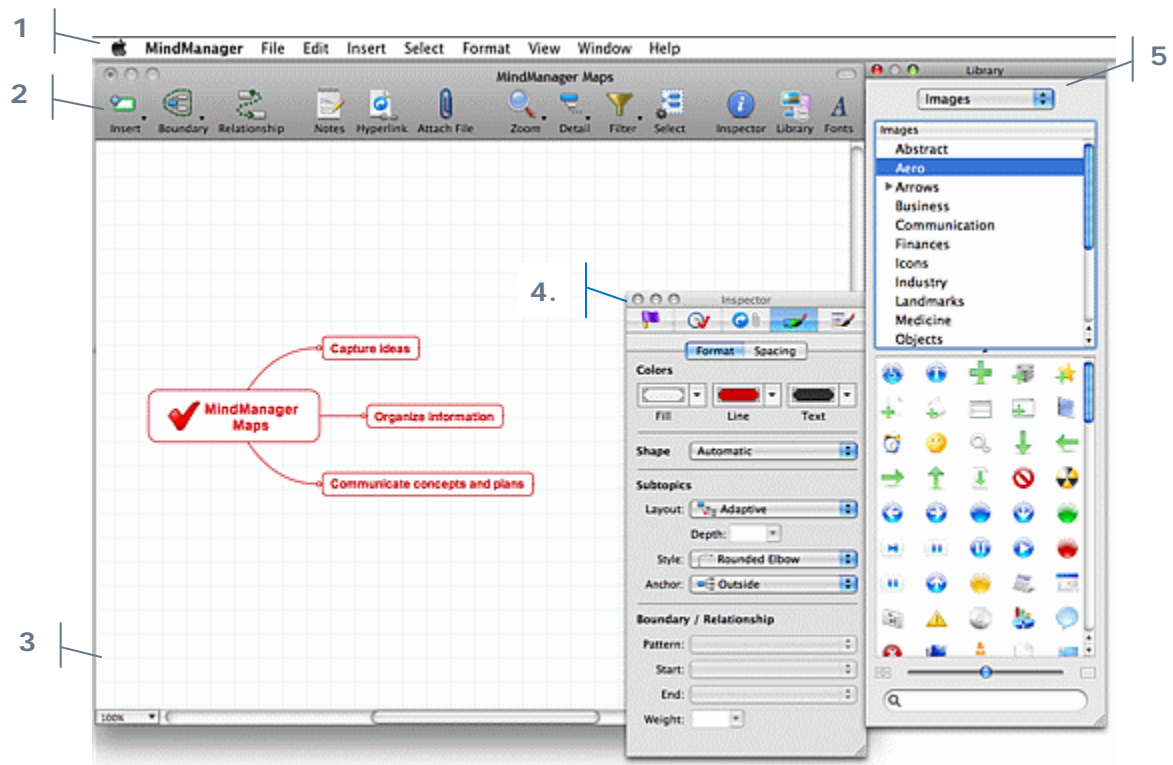 1
MindManager File Edit Insert Select Format View Window Help
5
MindManager Maps
Library
2
Images
Insert Boundary Relationship Notes Hyperlink Attach File Zoom Detail Filter Select Inspector Library Fonts
Images
Abstract
Aero
Arrows
Business
Communication
Finances
Icons
Industry
Landmarks
Medicine
Objects
4.
Inspector
Format Spacing
Colors
Fill Line Text
Shape Automatic
Subtopics
Layout: Adaptive
Depth:
Style: Rounded Elbow
Anchor: Outside
Boundary / Relationship
Pattern:
Start:
End:
Weight:
Capture ideas
MindManager
Maps
Organize information
Communicate concepts and plans
3
100%